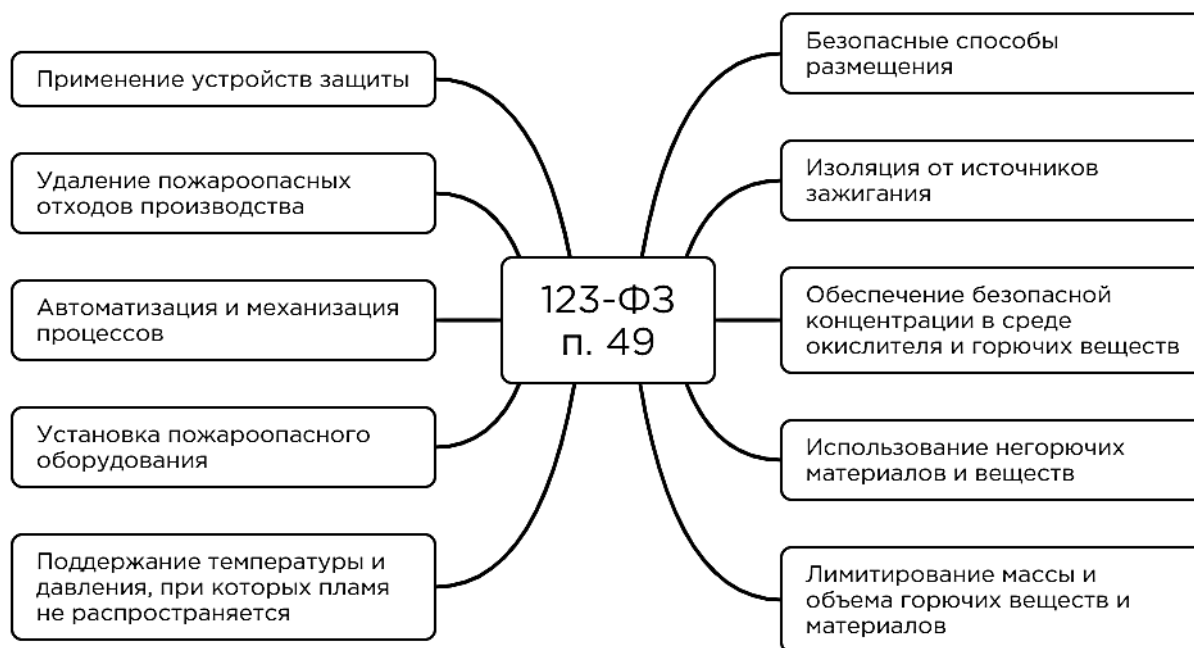 Применение устройств защиты
Удаление пожароопасных
отходов производства
Автоматизация и механизация
процессов
Установка пожароопасного
оборудования
Поддержание температуры и
давления, при которых пламя
не распространяется
123-ФЗ
п. 49
Безопасные способы
размещения
Изоляция от источников
зажигания
Обеспечение безопасной
концентрации в среде
окислителя и горючих веществ
Использование негорючих
материалов и веществ
Лимитирование массы и
объема горючих веществ и
материалов